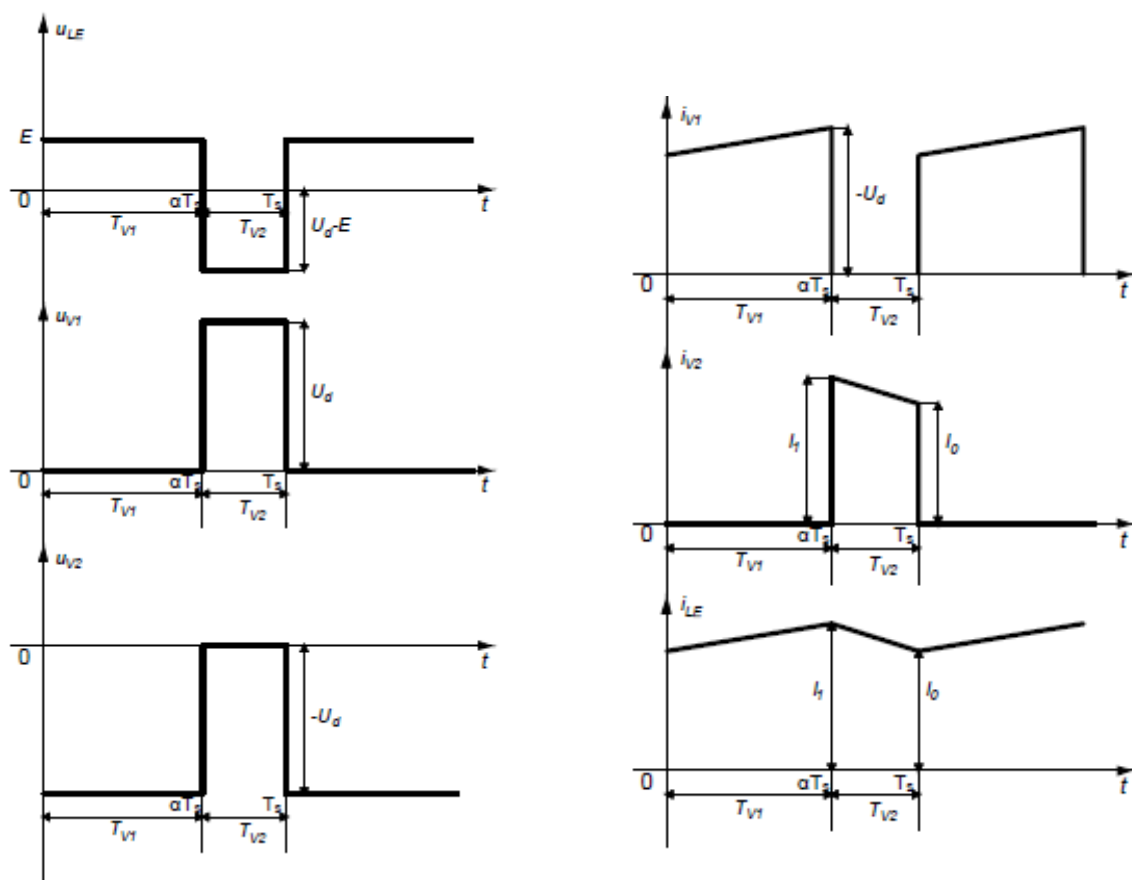 u_LE
E
0
αT_s
T_s
t
T_V1
T_V2
U_d-E
u_V1
U_d
0
αT_s
T_s
t
T_V1
T_V2
u_V2
0
t
-U_d
αT_s
T_s
T_V1
T_V2
i_V1
-U_d
0
αT_s
T_s
t
T_V1
T_V2
i_V2
I_1
I_0
0
αT_s
T_s
t
T_V1
T_V2
i_LE
I_1
I_0
0
αT_s
T_s
t
T_V1
T_V2